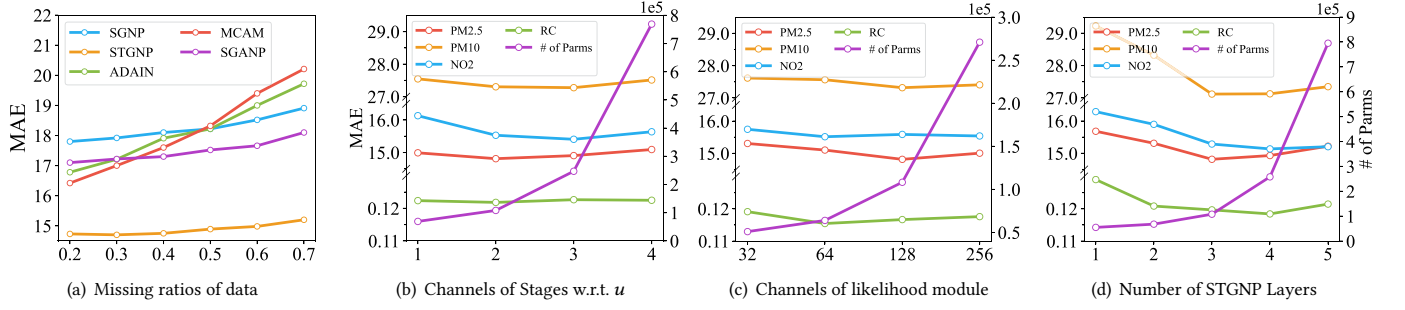 22
21
20
19
18
17
16
15
MAE
SGNP
STGNP
ADAIN
MCAM
SGANP
0.2 0.3 0.4 0.5 0.6 0.7
(a) Missing ratios of data
1e5
29.0
28.0
27.0
16.0
15.0
0.12
0.11
MAE
PM2.5
PM10
NO2
RC
# of Parms
8
7
6
5
4
3
2
1
0
1 2 3 4
(b) Channels of Stages w.r.t. u
1e5
29.0
28.0
27.0
16.0
15.0
0.12
0.11
PM2.5
PM10
NO2
RC
# of Parms
3.0
2.5
2.0
1.5
1.0
0.5
32 64 128 256
(c) Channels of likelihood module
1e5
29.0
28.0
27.0
16.0
15.0
0.12
0.11
PM2.5
PM10
NO2
RC
# of Parms
9
8
7
6
5
4
3
2
1
0
# of Parms
1 2 3 4 5
(d) Number of STGNP Layers